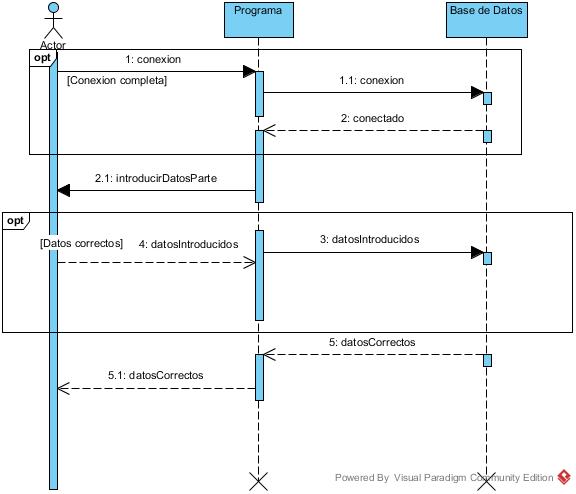 Programa
Base de Datos
Actor
opt
1: conexion
[Conexion completa]
1.1: conexion
2: conectado
2.1: introducirDatosParte
opt
[Datos correctos]
4: datosIntroducidos
3: datosIntroducidos
5: datosCorrectos
5.1: datosCorrectos
Powered By Visual Paradigm Community Edition